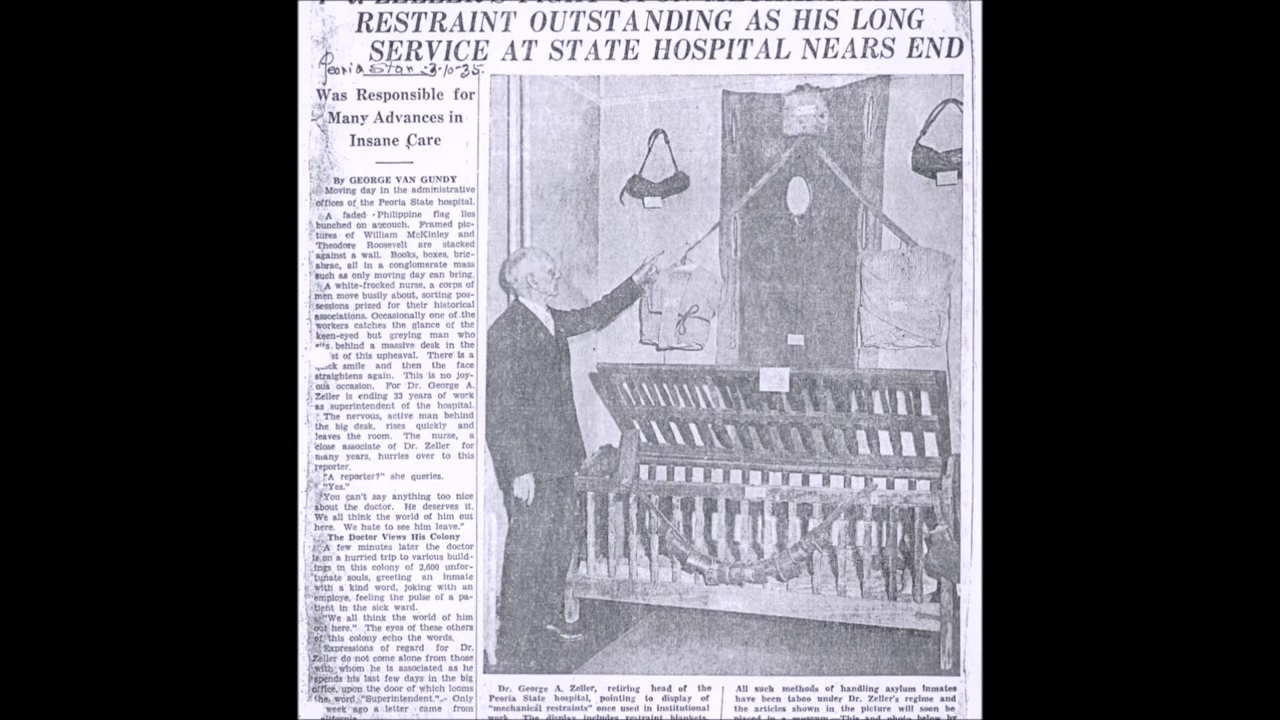 RESTRAINT OUTSTANDING AS HIS LONG
SERVICE AT STATE HOSPITAL NEARS END
Peoria Star 3-10-35.
Was Responsible for
Many Advances in
Insane Care
By GEORGE VAN GUNDY
Moving day in the administrative
offices of the Peoria State hospital.
A faded Philippine flag lies
bunched on a couch. Framed pic-
tures of William McKinley and
Theodore Roosevelt are stacked
against a wall. Books, boxes, bric-
abrac, all in a conglomerate mass
such as only moving day can bring.
A white-frocked nurse, a corps of
men move busily about, sorting pos-
sessions prized for their historical
associations. Occasionally one of the
workers catches the glance of the
keen-eyed but greying man who
behind a massive desk in the
st of this upheaval. There is a
smile and then the face
straightens again. This is no joy-
ous occasion. For Dr. George A.
Zeller is ending 33 years of work
as superintendent of the hospital.
The nervous, active man behind
the big desk, rises quickly and
leaves the room. The nurse, a
close associate of Dr. Zeller for
many years, hurries over to this
reporter.
"A reporter?" she queries.
"Yes."
"You can't say anything too nice
about the doctor. He deserves it.
We all think the world of him out
here. We hate to see him leave."
The Doctor Views His Colony
A few minutes later the doctor
is on a hurried trip to various build-
ings in this colony of 2,600 unfor-
tunate souls, greeting an inmate
with a kind word, joking with an
employe, feeling the pulse of a pa-
tient in the sick ward.
"We all think the world of him
out here." The eyes of these others
of this colony echo the words.
Expressions of regard for Dr.
Zeller do not come alone from those
with whom he is associated as he
spends his last few days in the big
office, upon the door of which looms
the word "Superintendent." Only
week ago a letter came from
Dr. George A. Zeller, retiring head of the
Peoria State hospital, pointing to display of
"mechanical restraints" once used in institutional
work. The display includes restraint blankets,
All such methods of handling asylum inmates
have been taboo under Dr. Zeller's regime and
the articles shown in the picture will soon be